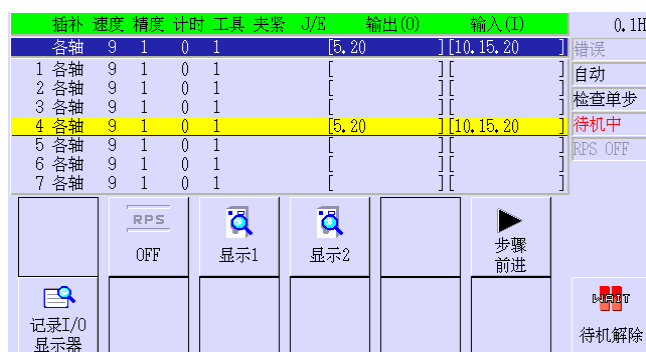 插补 速度 精度 计时 工具 夹紧 J/E 输出(O) 输入(I) 0.1H
各轴 9 1 0 1 [5.20 ][10.15.20 ] 错误
1 各轴 9 1 0 1 [ ][ ] 自动
2 各轴 9 1 0 1 [ ][ ] 检查单步
3 各轴 9 1 0 1 [ ][ ]
4 各轴 9 1 0 1 [5.20 ][10.15.20 ] 待机中
5 各轴 9 1 0 1 [ ][ ] RPS OFF
6 各轴 9 1 0 1 [ ][ ]
7 各轴 9 1 0 1 [ ][ ]
RPS
OFF 显示1 显示2 步骤
前进
WAIT
记录I/O 待机解除
显示器